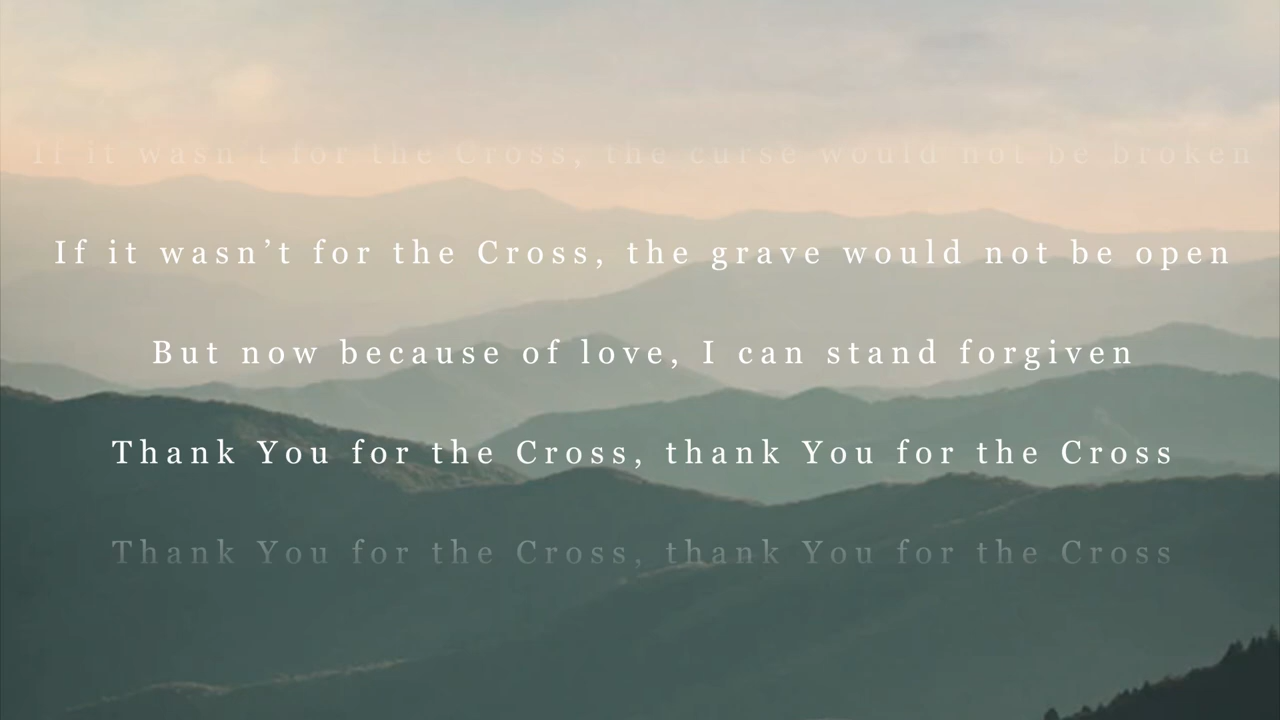 If it wasn't for the Cross, the curse would not be broken
If it wasn’t for the Cross, the grave would not be open
But now because of love, I can stand forgiven
Thank You for the Cross, thank You for the Cross
Thank You for the Cross, thank You for the Cross